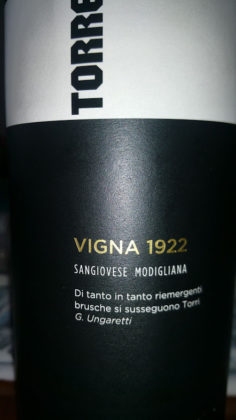 TORRE
VIGNA 1922
SANGIOVESE MODIGLIANA
Di tanto in tanto riemergenti
brusche si susseguono Torri
G. Ungaretti